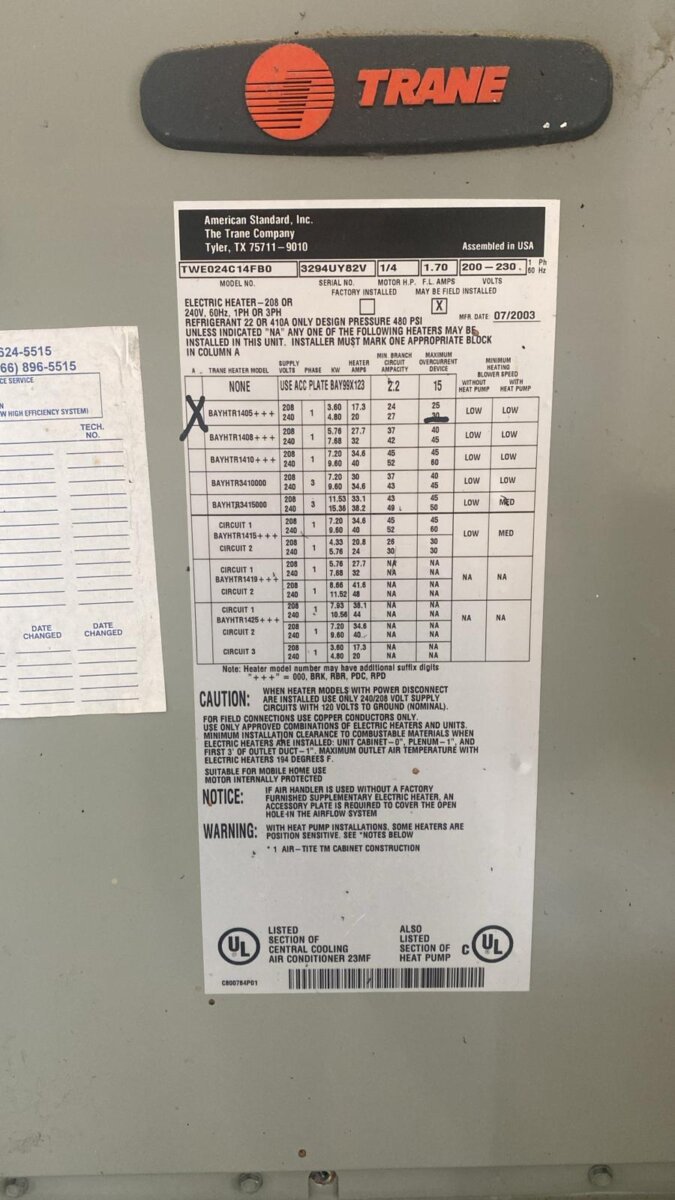 TRANE
American Standard, Inc.
The Trane Company
Tyler, TX 75711-9010
Assembled in USA
TWE024C14FB0 3294UY82V 1/4 1.70 200-230. 1 Ph 60 Hz
MODEL NO. SERIAL NO. MOTOR H.P. F.L. AMPS VOLTS
FACTORY INSTALLED MAY BE FIELD INSTALLED
ELECTRIC HEATER-208 OR
240V, 60Hz, 1PH OR 3PH
X
MFR. DATE: 07/2003
REFRIGERANT 22 OR 410A ONLY DESIGN PRESSURE 480 PSI
UNLESS INDICATED "NA" ANY ONE OF THE FOLLOWING HEATERS MAY BE
INSTALLED IN THIS UNIT. INSTALLER MUST MARK ONE APPROPRIATE BLOCK
IN COLUMN A
A TRANE HEATER MODEL SUPPLY VOLTS PHASE KW HEATER AMPS MIN BRANCH CIRCUIT AMPACITY MAXIMUM OVERCURRENT DEVICE MINIMUM HEATING BLOWER SPEED
WITHOUT HEAT PUMP WITH HEAT PUMP
NONE USE ACC PLATE BAY99X123 2.2 15
X BAYHTR1405+++ 208 1 3.60 17.3 24 25 LOW LOW
240 4.80 20 27 30
BAYHTR1408+++ 208 1 5.76 27.7 37 40 LOW LOW
240 7.68 32 42 45
BAYHTR1410+++ 208 1 7.20 34.6 45 45 LOW LOW
240 9.60 40 52 60
BAYHTR3410000 208 3 7.20 30 37 40 LOW LOW
240 9.60 34.6 43 45
BAYHTR3415000 208 3 11.53 33.1 43 45 LOW MED
240 15.36 38.2 49 50
CIRCUIT 1 208 1 7.20 34.6 45 45 LOW MED
240 9.60 40 52 60
BAYHTR1415+++
CIRCUIT 2 208 1 4.33 20.8 26 30
240 5.76 24 30 30
CIRCUIT 1 208 1 5.76 27.7 NA NA NA NA
240 7.68 32 NA NA
BAYHTR1419+++
CIRCUIT 2 208 1 8.66 41.6 NA NA
240 11.52 48 NA NA
CIRCUIT 1 208 1 7.93 38.1 NA NA NA NA
240 10.56 44 NA NA
BAYHTR1425+++
CIRCUIT 2 208 1 7.20 34.6 NA NA
240 9.60 40 NA NA
CIRCUIT 3 208 1 3.60 17.3 NA NA
240 4.80 20 NA NA
Note: Heater model number may have additional suffix digits
"+++" = 000, BRK, RBR, PDC, RPD
CAUTION: WHEN HEATER MODELS WITH POWER DISCONNECT
ARE INSTALLED USE ONLY 240/208 VOLT SUPPLY
CIRCUITS WITH 120 VOLTS TO GROUND (NOMINAL).
FOR FIELD CONNECTIONS USE COPPER CONDUCTORS ONLY.
USE ONLY APPROVED COMBINATIONS OF ELECTRIC HEATERS AND UNITS.
MINIMUM INSTALLATION CLEARANCE TO COMBUSTABLE MATERIALS WHEN
ELECTRIC HEATERS ARE INSTALLED: UNIT CABINET-0", PLENUM-1", AND
FIRST 3' OF OUTLET DUCT-1". MAXIMUM OUTLET AIR TEMPERATURE WITH
ELECTRIC HEATERS 194 DEGREES F.
SUITABLE FOR MOBILE HOME USE
MOTOR INTERNALLY PROTECTED
NOTICE: IF AIR HANDLER IS USED WITHOUT A FACTORY
FURNISHED SUPPLEMENTARY ELECTRIC HEATER, AN
ACCESSORY PLATE IS REQUIRED TO COVER THE OPEN
HOLE IN THE AIRFLOW SYSTEM
WARNING: WITH HEAT PUMP INSTALLATIONS, SOME HEATERS ARE
POSITION SENSITIVE. SEE *NOTES BELOW
* 1 AIR-TITE TM CABINET CONSTRUCTION
UL LISTED
SECTION OF
CENTRAL COOLING
AIR CONDITIONER 23MF
ALSO
LISTED
SECTION OF
HEAT PUMP
C UL
C800764P01
624-5515
66) 896-5515
E SERVICE
N
W HIGH EFFICIENCY SYSTEM)
TECH.
NO.
DATE
CHANGED
DATE
CHANGED